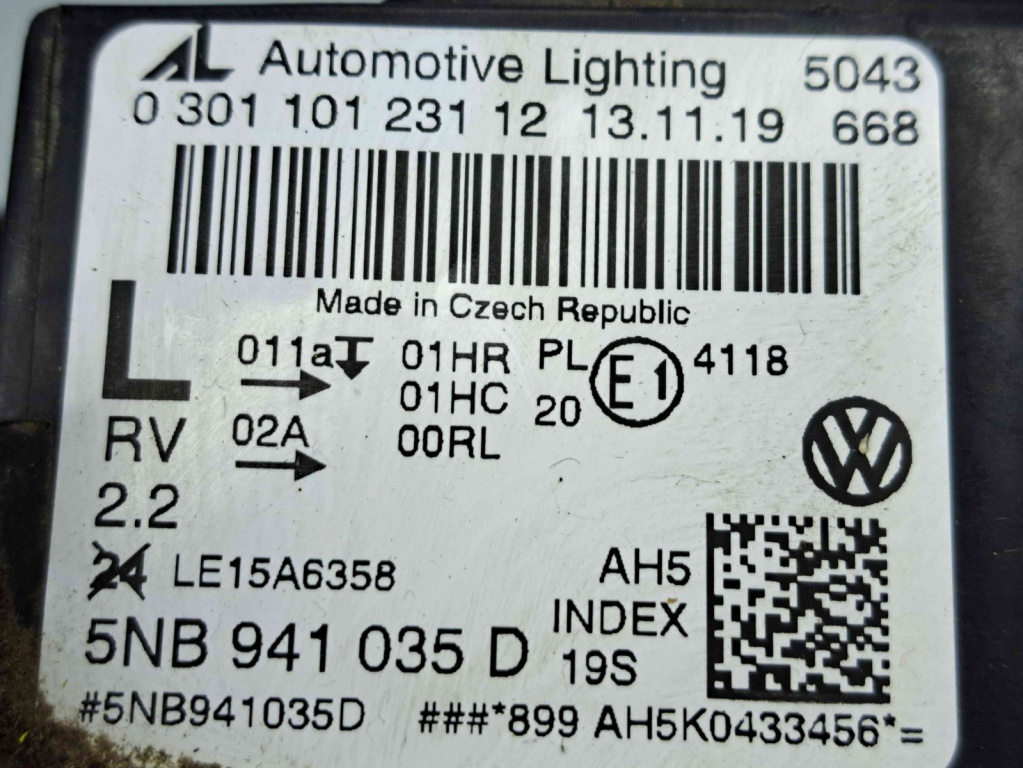 AL Automotive Lighting 5043
0 301 101 231 12 13.11.19 668
Made in Czech Republic
L 011a 01HR PL E1 4118
01HC 20
RV 02A 00RL
2.2
24 LE15A6358 AH5
5NB 941 035 D INDEX
19S
#5NB941035D ###*899 AH5K0433456*=